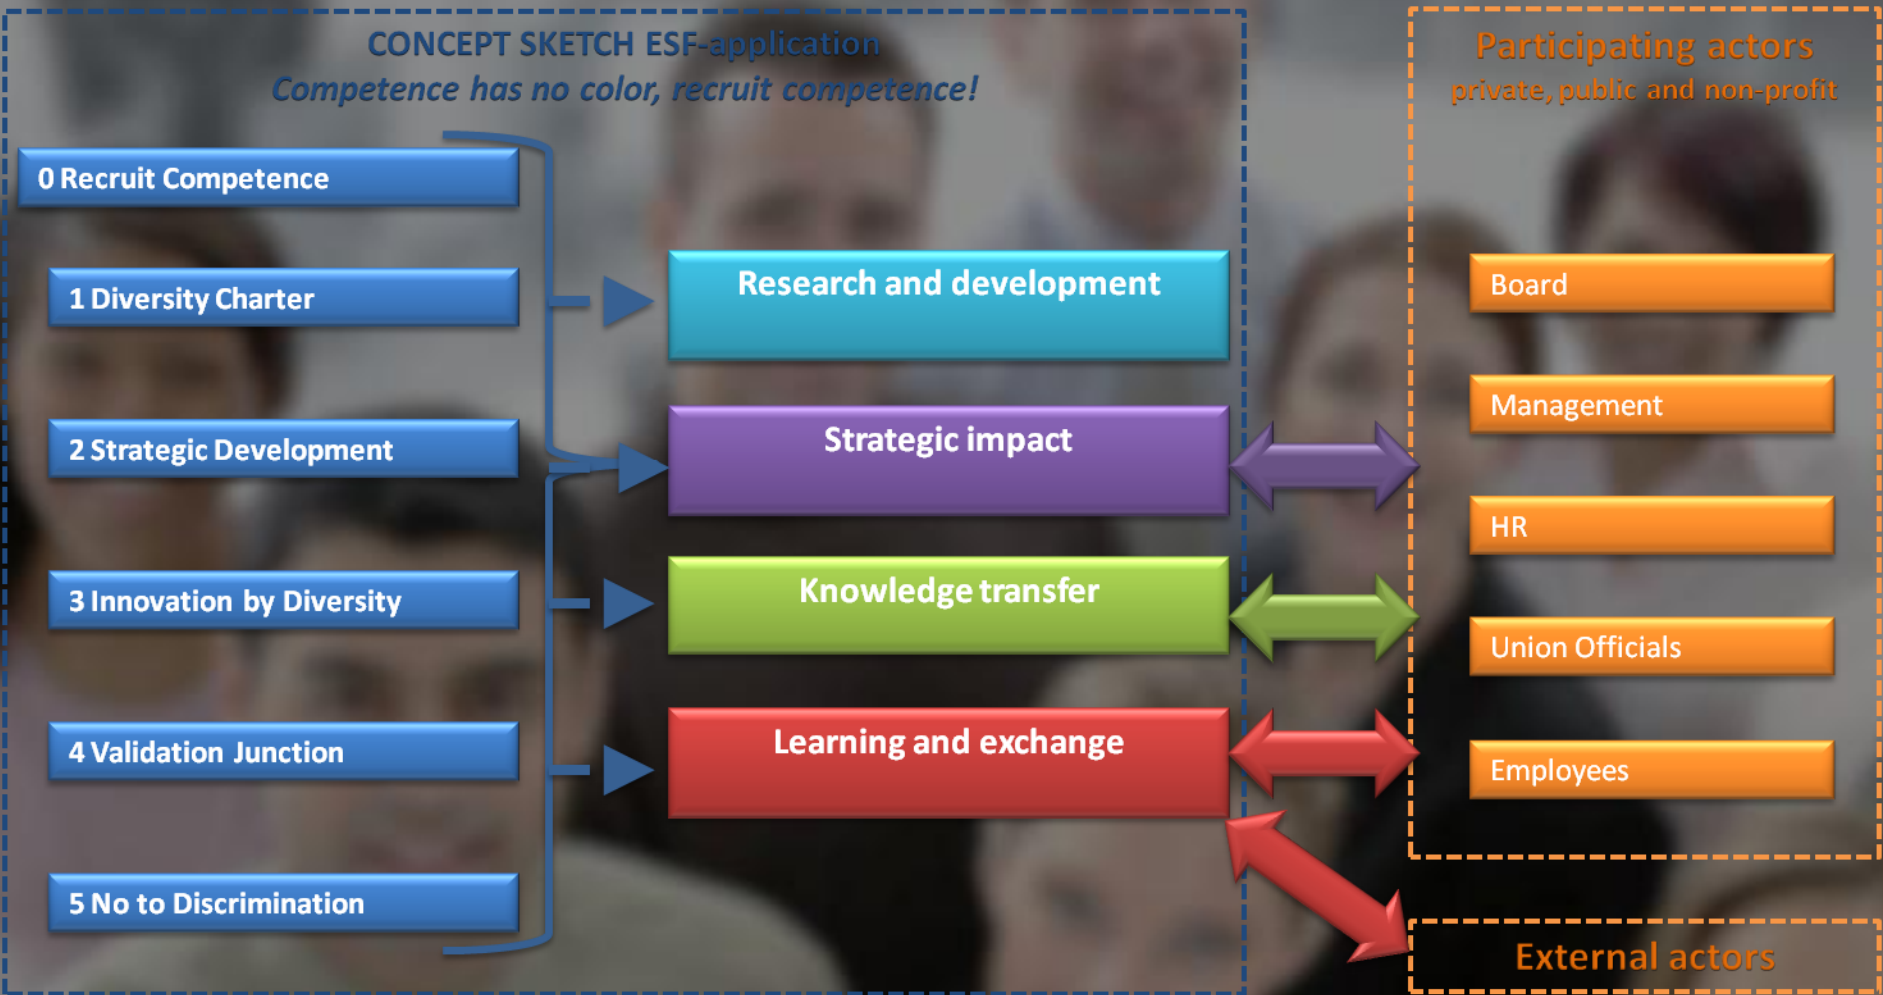 CONCEPT SKETCH ESF-application
Competence has no color, recruit competence!
0 Recruit Competence
1 Diversity Charter
2 Strategic Development
3 Innovation by Diversity
4 Validation Junction
5 No to Discrimination
Research and development
Strategic impact
Knowledge transfer
Learning and exchange
Participating actors
private, public and non-profit
Board
Management
HR
Union Officials
Employees
External actors